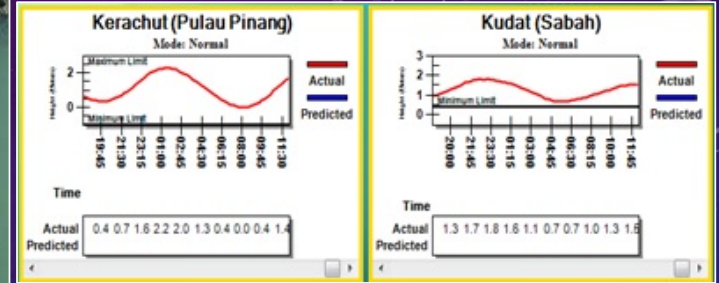 Kerachut (Pulau Pinang)
Mode: Normal
Maximum Limit
2
0
Minimum Limit
Height (Meters)
Actual
Predicted
19:45 21:30 23:15 01:00 02:45 04:30 06:15 08:00 09:45 11:30
Time
Actual 0.4 0.7 1.6 2.2 2.0 1.3 0.4 0.0 0.4 1.4
Predicted
Kudat (Sabah)
Mode: Normal
3
2
1
0
Minimum Limit
Height (Meters)
Actual
Predicted
20:00 21:45 23:30 01:15 03:00 04:45 06:30 08:15 10:00 11:45
Time
Actual 1.3 1.7 1.8 1.6 1.1 0.7 0.7 1.0 1.3 1.5
Predicted